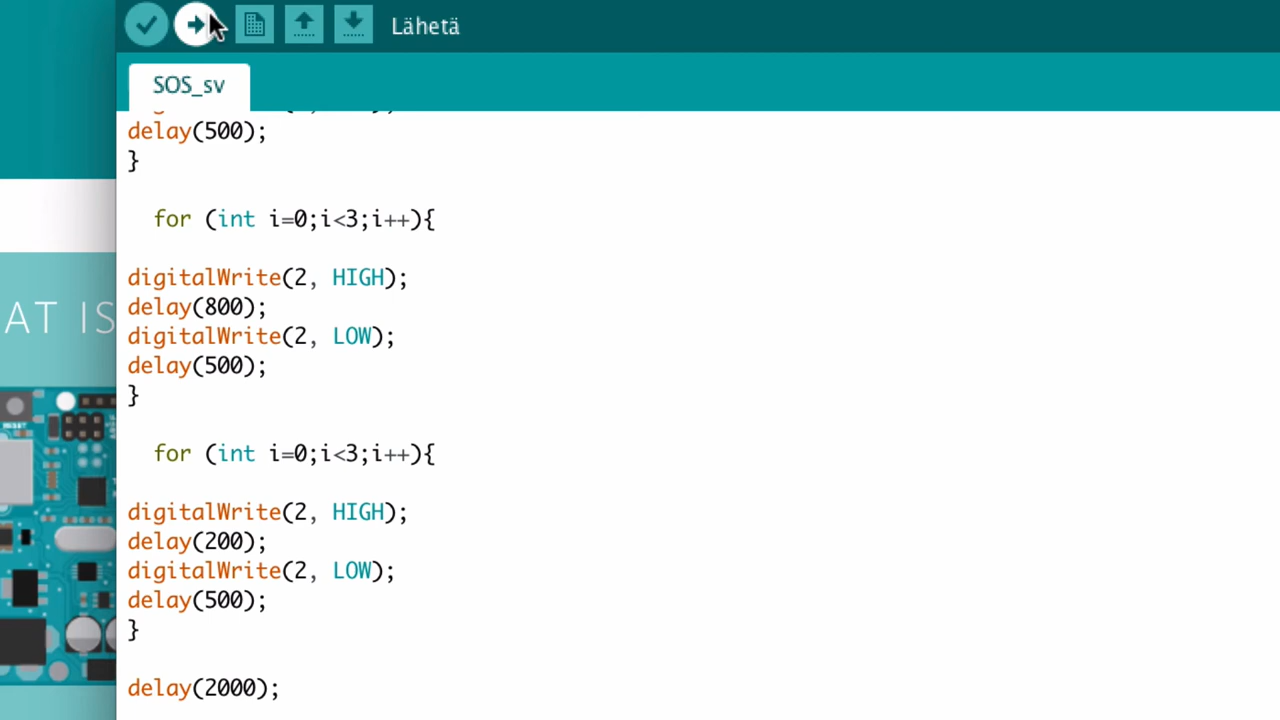 Lähetä
SOS_sv
delay(500);
}
for (int i=0;i<3;i++){
digitalWrite(2, HIGH);
delay(800);
digitalWrite(2, LOW);
delay(500);
}
for (int i=0;i<3;i++){
digitalWrite(2, HIGH);
delay(200);
digitalWrite(2, LOW);
delay(500);
}
delay(2000);
AT IS